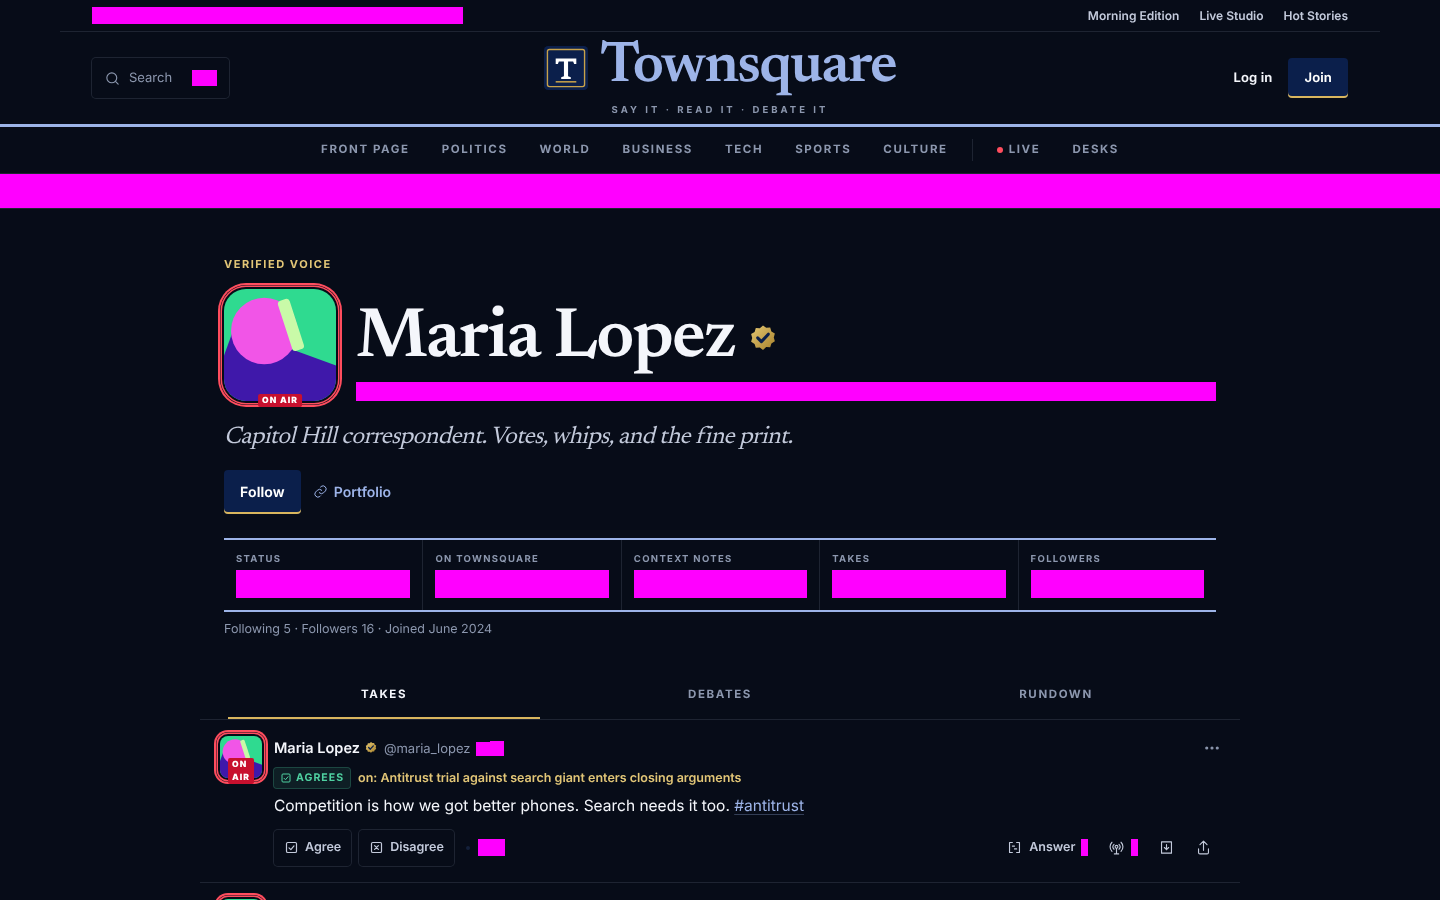 Morning Edition Live Studio Hot Stories
Search
T Townsquare
Log in Join
SAY IT · READ IT · DEBATE IT
FRONT PAGE POLITICS WORLD BUSINESS TECH SPORTS CULTURE LIVE DESKS
VERIFIED VOICE
Maria Lopez
ON AIR
Capitol Hill correspondent. Votes, whips, and the fine print.
Follow Portfolio
STATUS ON TOWNSQUARE CONTEXT NOTES TAKES FOLLOWERS
Following 5 · Followers 16 · Joined June 2024
TAKES DEBATES RUNDOWN
Maria Lopez @maria_lopez
ON
AIR
AGREES on: Antitrust trial against search giant enters closing arguments
Competition is how we got better phones. Search needs it too. #antitrust
Agree Disagree Answer